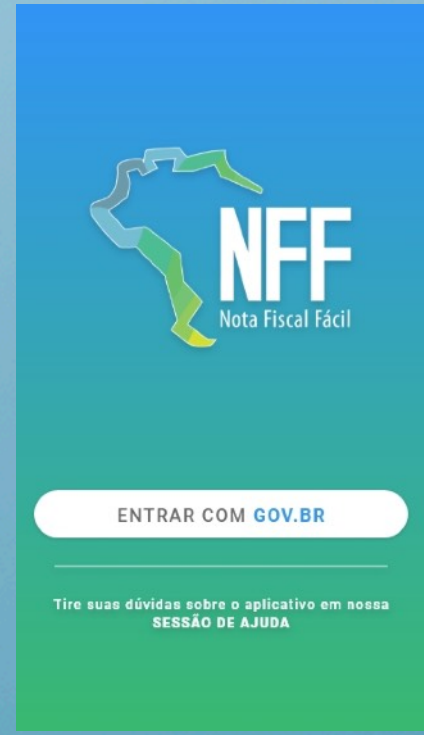 NFF
Nota Fiscal Fácil
ENTRAR COM GOV.BR
Tire suas dúvidas sobre o aplicativo em nossa
SESSÃO DE AJUDA